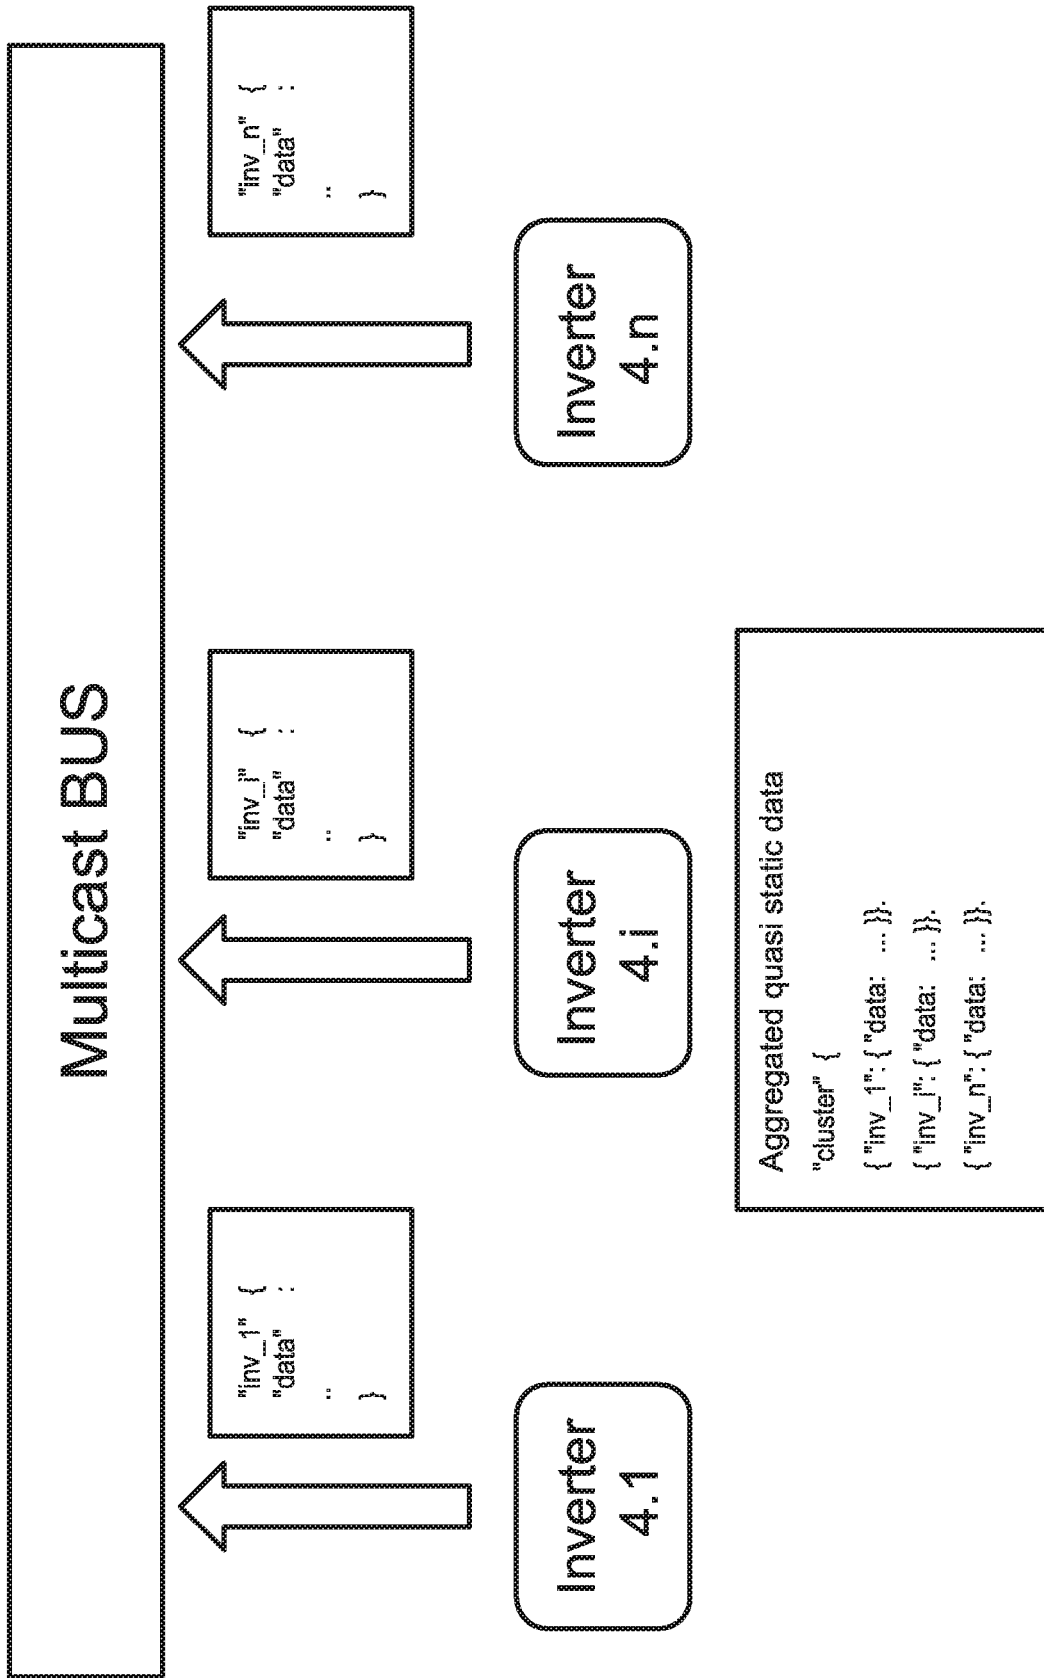 Multicast BUS
"inv_1" {
"data" :
..
}
"inv_i" {
"data" :
..
}
"inv_n" {
"data" :
..
}
Inverter
4.1
Inverter
4.i
Inverter
4.n
Aggregated quasi static data
"cluster" {
{ "inv_1": { "data: ... }}.
{ "inv_i": { "data: ... }}.
{ "inv_n": { "data: ... }}.